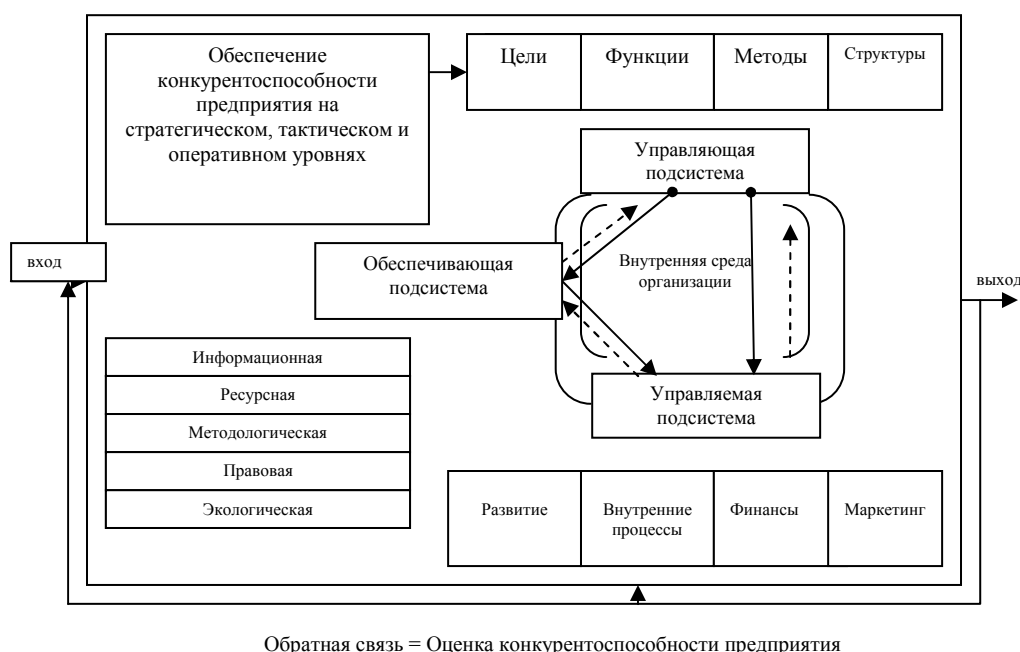 Обеспечение
конкурентоспособности
предприятия на
стратегическом, тактическом и
оперативном уровнях
Цели
Функции
Методы
Структуры
Управляющая
подсистема
вход
Обеспечивающая
подсистема
Внутренняя среда
организации
выход
Информационная
Ресурсная
Методологическая
Правовая
Экологическая
Управляемая
подсистема
Развитие
Внутренние
процессы
Финансы
Маркетинг
Обратная связь = Оценка конкурентоспособности предприятия